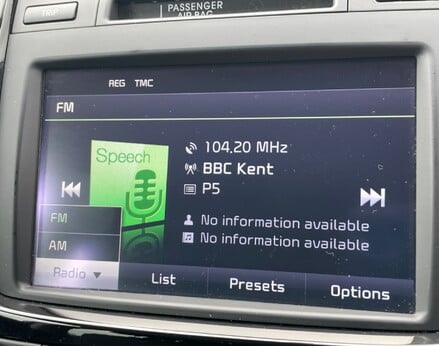 TRIP
PASSENGER
AIR BAG
REG TMC
FM
Speech
104.20 MHz
BBC Kent
P5
No information available
No information available
FM
AM
Radio ▼
List
Presets
Options